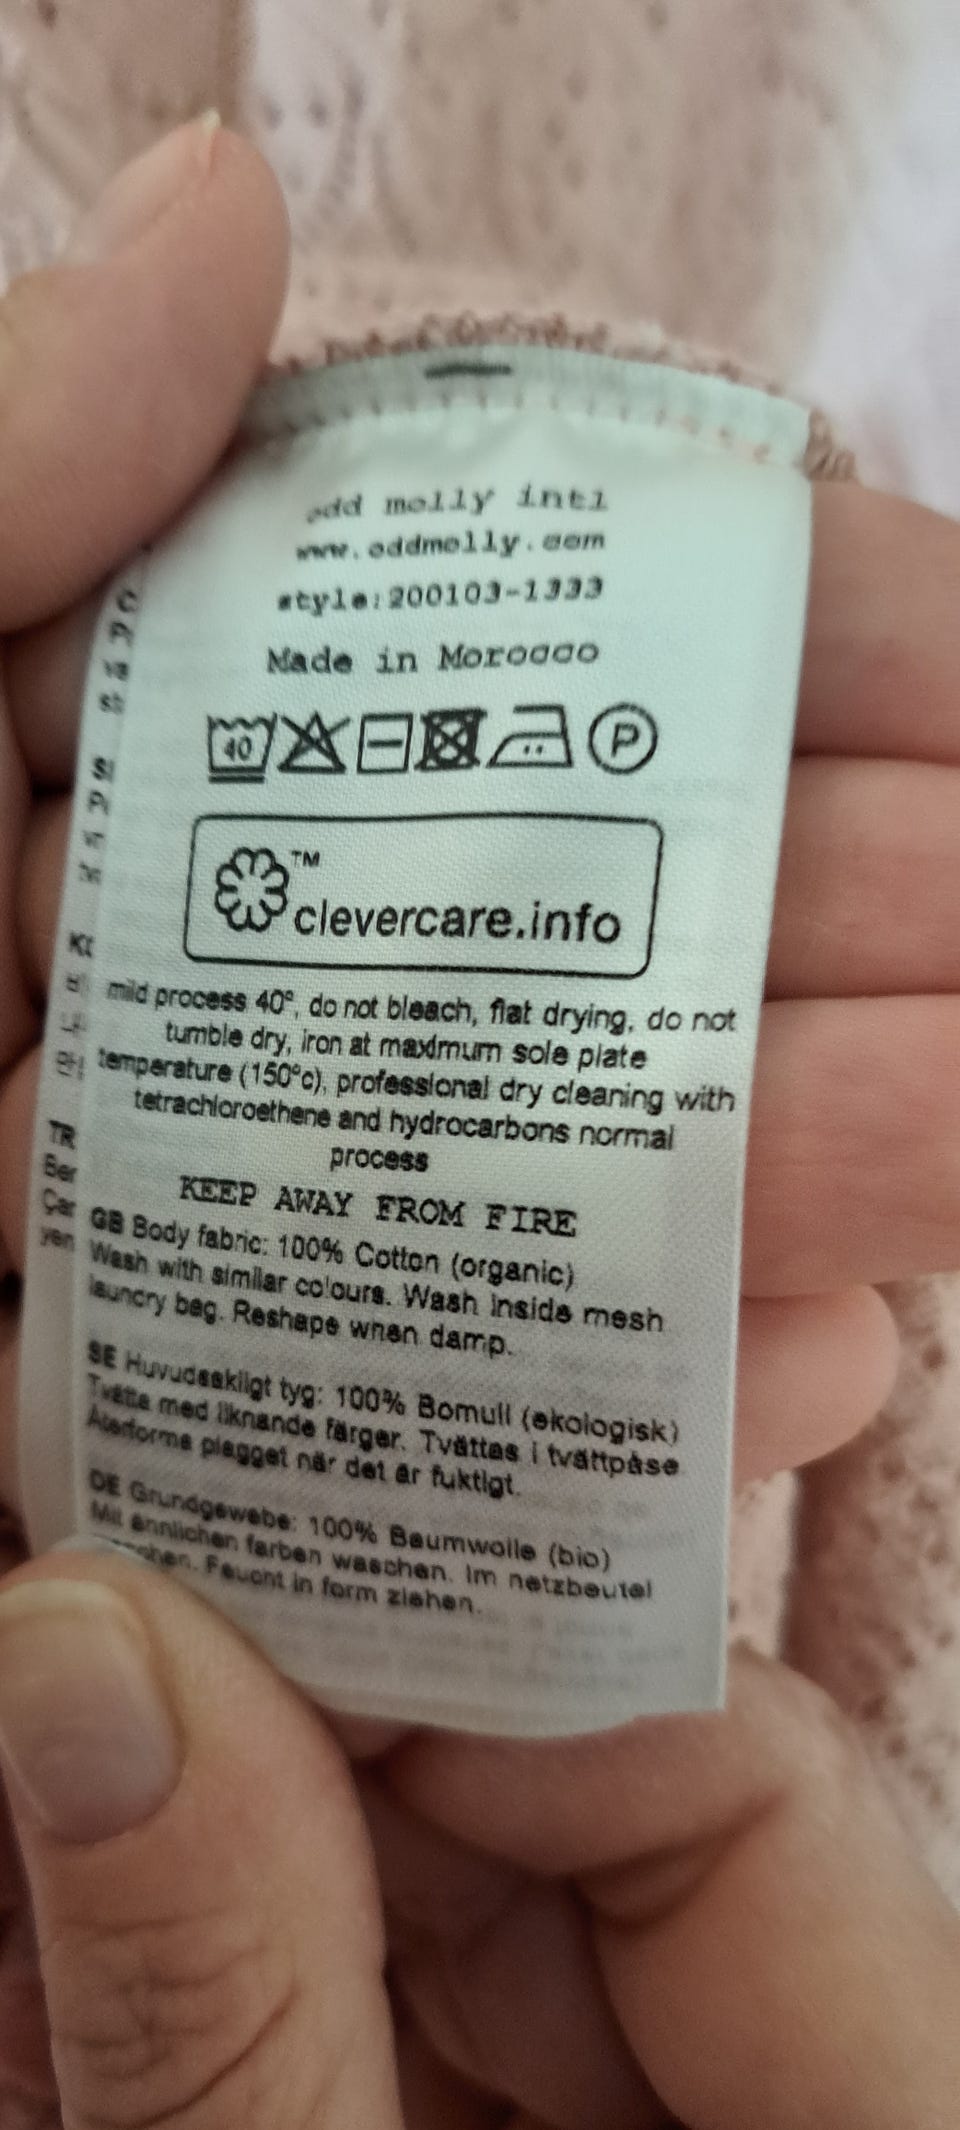 odd molly intl
www.oddmolly.com
style:200103-1333
Made in Morocco
40
P
™
clevercare.info
mild process 40°, do not bleach, flat drying, do not
tumble dry, iron at maximum sole plate
temperature (150°c), professional dry cleaning with
tetrachloroethene and hydrocarbons normal
process
KEEP AWAY FROM FIRE
GB Body fabric: 100% Cotton (organic)
Wash with similar colours. Wash inside mesh
laundry bag. Reshape when damp.
SE Huvudsakligt tyg: 100% Bomull (ekologisk)
Tvätta med liknande färger. Tvättas i tvättpåse
Återforma plagget när det är fuktigt.
DE Grundgewebe: 100% Baumwolle (bio)
Mit ännlichen farben waschen. Im netzbeutel
Feucht in form ziehen.
TR
Ber
Çar
yen